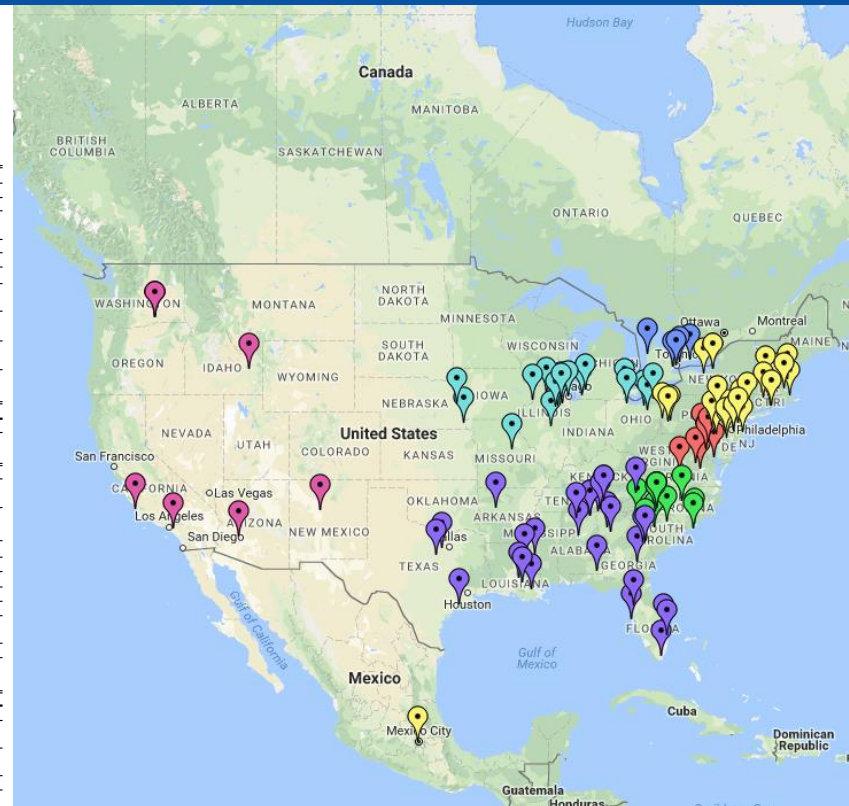 Hudson Bay
Canada
ALBERTA
MANITOBA
BRITISH
COLUMBIA
SASKATCHEWAN
ONTARIO
QUEBEC
NORTH
DAKOTA
MONTANA
MINNESOTA
Ottawa
Montreal
MAINE
OREGON
IDAHO
SOUTH
DAKOTA
WISCONSIN
WYOMING
IOWA
NEBRASKA
ILLINOIS
OHIO
NEVADA
UTAH
United States
INDIANA
Philadelphia
DE
NJ
COLORADO
KANSAS
MISSOURI
San Francisco
Las Vegas
OKLAHOMA
ARKANSAS
Los Angeles
ARIZONA
NEW MEXICO
San Diego
TEXAS
ALABAMA
GEORGIA
LOUISIANA
Houston
Gulf of California
Gulf of
Mexico
Mexico
Mexico City
Cuba
Dominican
Republic
Guatemala
Honduras